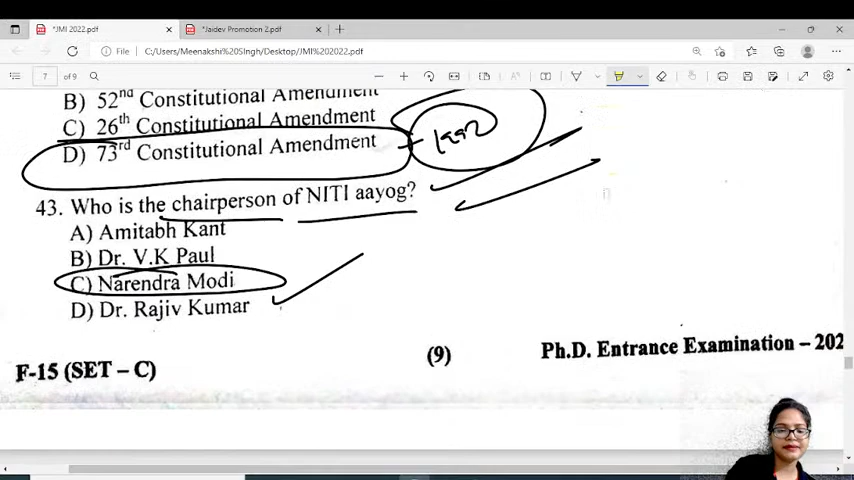 *JMI 2022.pdf
*Jaidev Promotion 2.pdf
File C:/Users/Meenakshi%20SIngh/Desktop/JMI%202022.pdf
7 of 9
B) 52nd Constitutional Amendment
C) 26th Constitutional Amendment
D) 73rd Constitutional Amendment
1992
43. Who is the chairperson of NITI aayog?
A) Amitabh Kant
B) Dr. V.K Paul
C) Narendra Modi
D) Dr. Rajiv Kumar
F-15 (SET – C)
(9)
Ph.D. Entrance Examination – 202